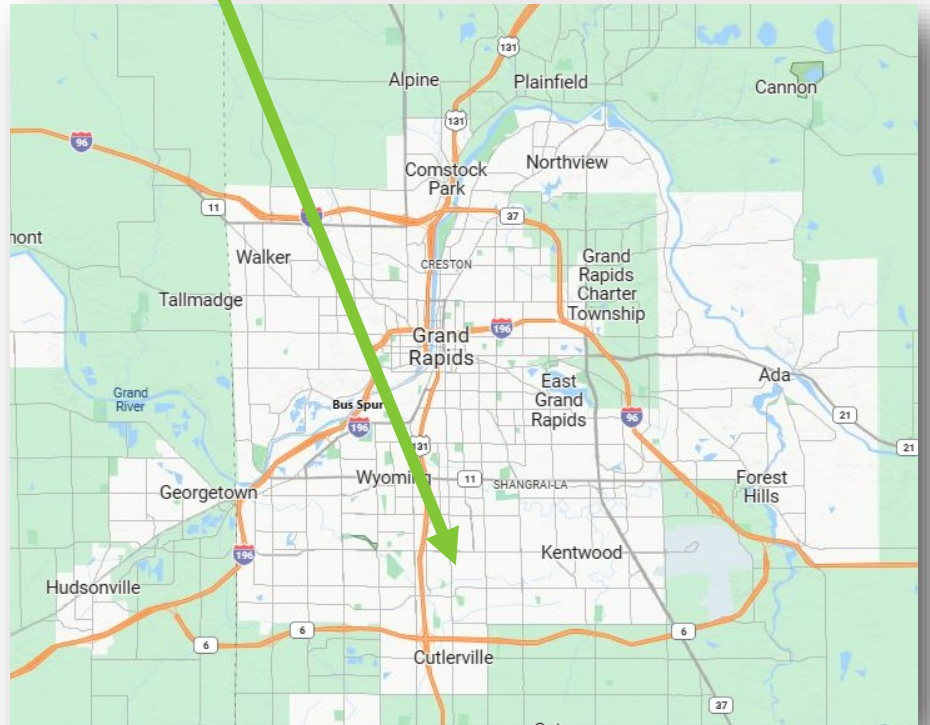 131
Alpine
Plainfield
Cannon
131
96
Comstock
Park
Northview
11
37
mont
Walker
CRESTON
Grand
Rapids
Charter
Township
Tallmadge
196
Grand
Rapids
Ada
Grand
River
East
Grand
Rapids
Bus Spur
196
96
21
131
21
Wyoming
11
SHANGRAI-LA
Forest
Hills
Georgetown
196
Kentwood
Hudsonville
6
6
6
Cutlerville
37